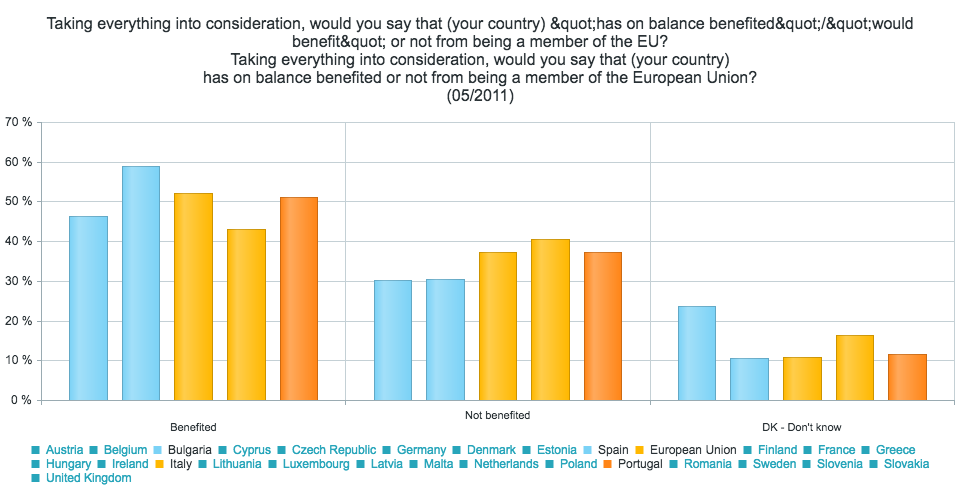 Taking everything into consideration, would you say that (your country) &quot;has on balance benefited&quot;/&quot;would
benefit&quot; or not from being a member of the EU?
Taking everything into consideration, would you say that (your country)
has on balance benefited or not from being a member of the European Union?
(05/2011)
70 %
60 %
50 %
40 %
30 %
20 %
10 %
0 %
Benefited
Not benefited
DK - Don't know
Austria Belgium Bulgaria Cyprus Czech Republic Germany Denmark Estonia Spain European Union Finland France Greece
Hungary Ireland Italy Lithuania Luxembourg Latvia Malta Netherlands Poland Portugal Romania Sweden Slovenia Slovakia
United Kingdom